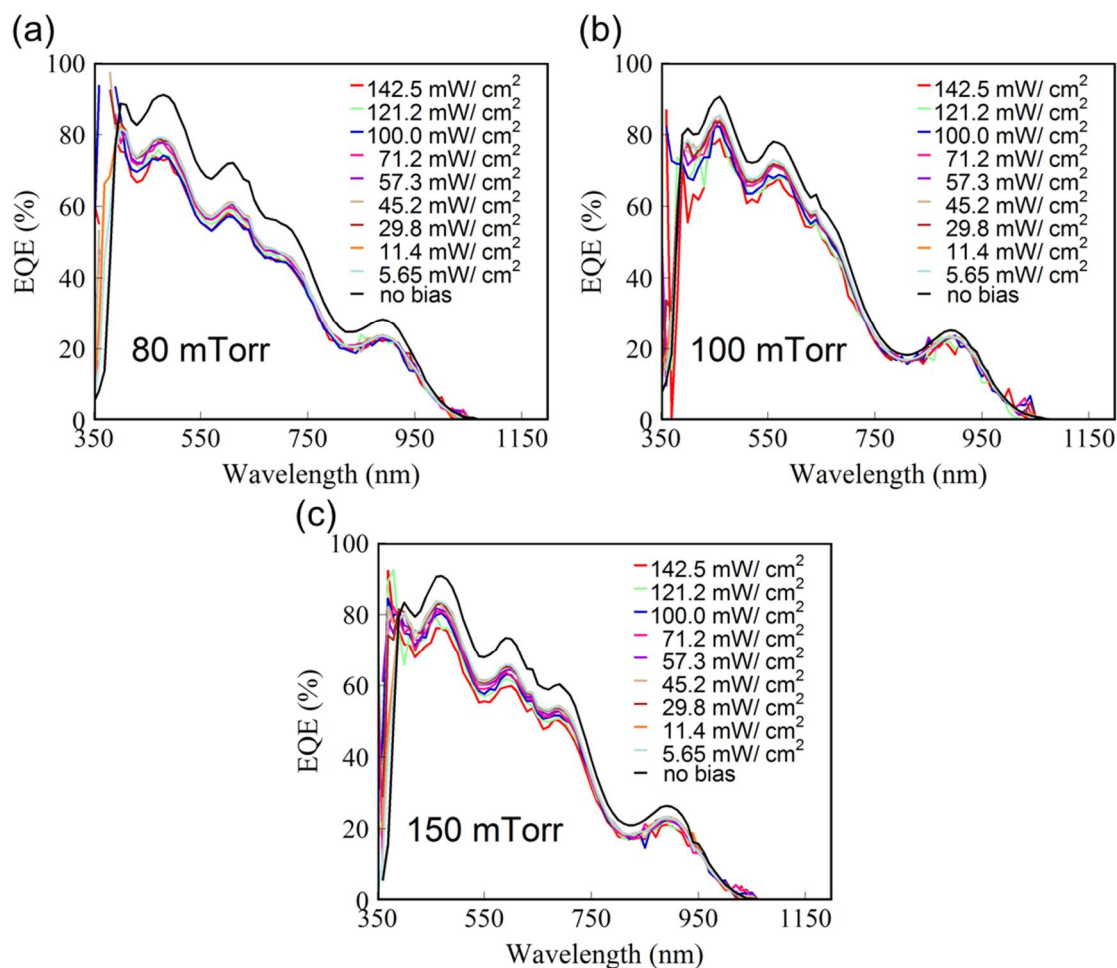 (a)
100
80
60
40
20
0
EQE (%)
142.5 mW/ cm²
121.2 mW/ cm²
100.0 mW/ cm²
71.2 mW/ cm²
57.3 mW/ cm²
45.2 mW/ cm²
29.8 mW/ cm²
11.4 mW/ cm²
5.65 mW/ cm²
no bias
80 mTorr
350 550 750 950 1150
Wavelength (nm)
(b)
100
80
60
40
20
0
EQE (%)
142.5 mW/ cm²
121.2 mW/ cm²
100.0 mW/ cm²
71.2 mW/ cm²
57.3 mW/ cm²
45.2 mW/ cm²
29.8 mW/ cm²
11.4 mW/ cm²
5.65 mW/ cm²
no bias
100 mTorr
350 550 750 950 1150
Wavelength (nm)
(c)
100
80
60
40
20
0
EQE (%)
142.5 mW/ cm²
121.2 mW/ cm²
100.0 mW/ cm²
71.2 mW/ cm²
57.3 mW/ cm²
45.2 mW/ cm²
29.8 mW/ cm²
11.4 mW/ cm²
5.65 mW/ cm²
no bias
150 mTorr
350 550 750 950 1150
Wavelength (nm)